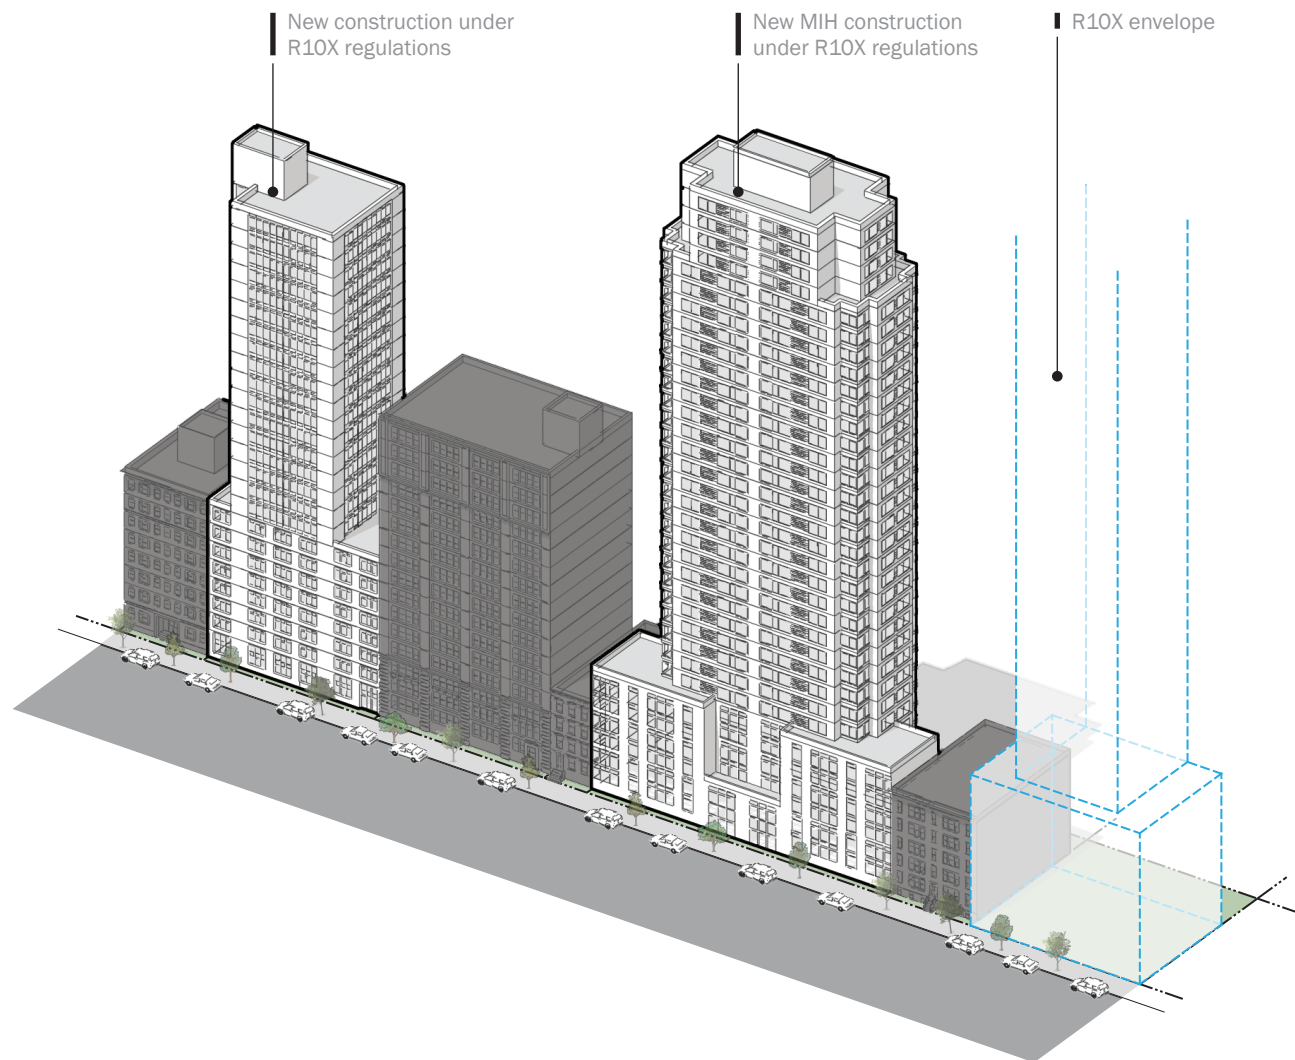 New construction under
R10X regulations
New MIH construction
under R10X regulations
R10X envelope